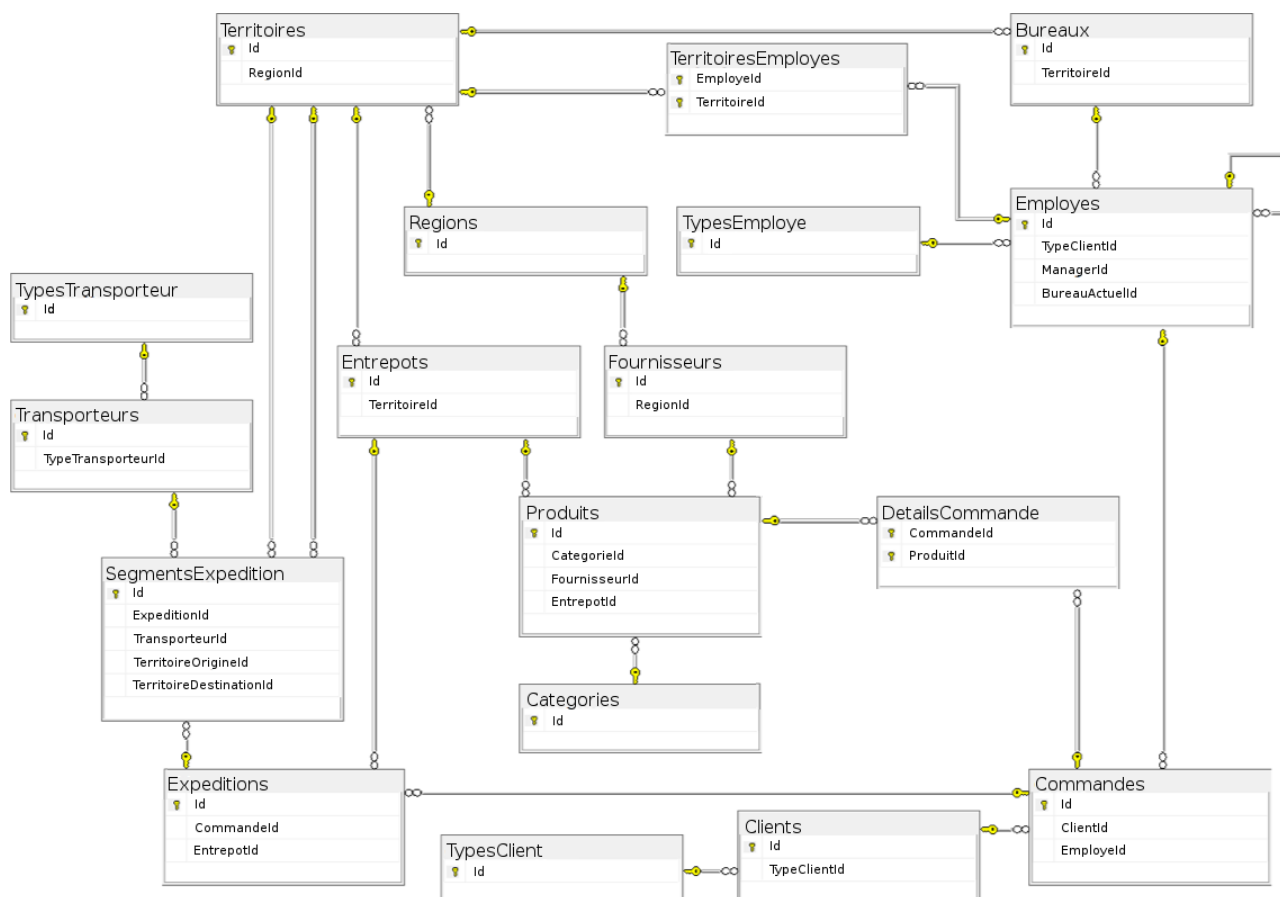 Territoires
Id
RegionId
Bureaux
Id
TerritoireId
TerritoiresEmployes
EmployeId
TerritoireId
Regions
Id
TypesEmploye
Id
Employes
Id
TypeClientId
ManagerId
BureauActuelId
TypesTransporteur
Id
Entrepots
Id
TerritoireId
Fournisseurs
Id
RegionId
Transporteurs
Id
TypeTransporteurId
Produits
Id
CategorieId
FournisseurId
EntrepotId
DetailsCommande
CommandeId
ProduitId
SegmentsExpedition
Id
ExpeditionId
TransporteurId
TerritoireOrigineId
TerritoireDestinationId
Categories
Id
Expeditions
Id
CommandeId
EntrepotId
Commandes
Id
ClientId
EmployeId
TypesClient
Id
Clients
Id
TypeClientId